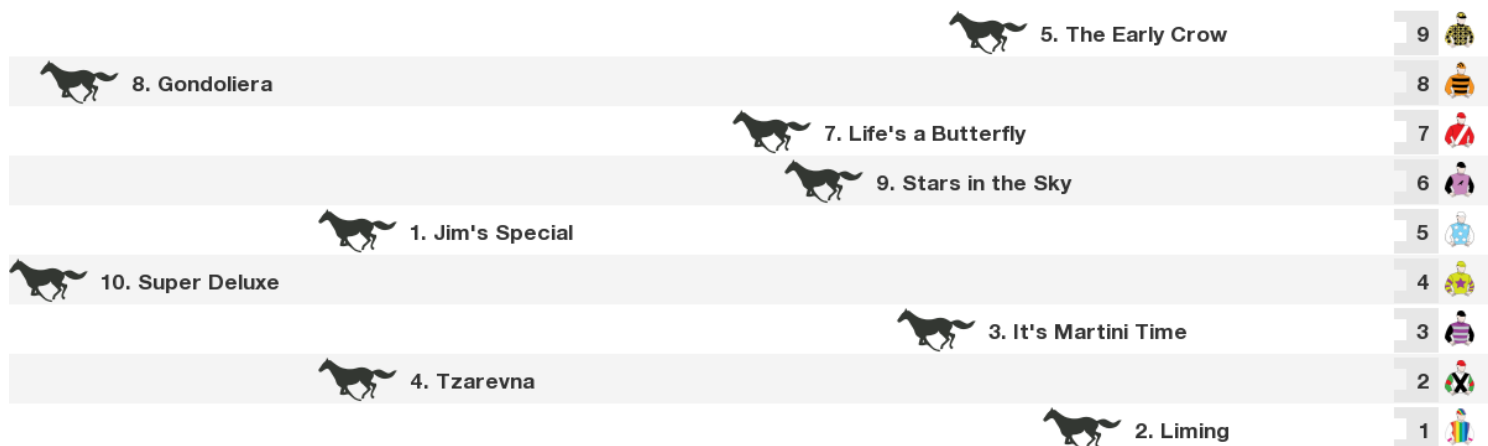 5. The Early Crow 9
8. Gondoliera 8
7. Life's a Butterfly 7
9. Stars in the Sky 6
1. Jim's Special 5
10. Super Deluxe 4
3. It's Martini Time 3
4. Tzarevna 2
2. Liming 1